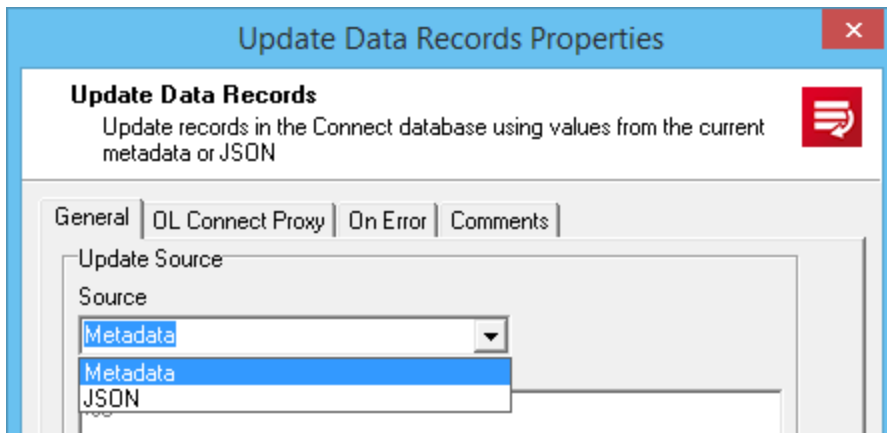 Update Data Records Properties
Update Data Records
Update records in the Connect database using values from the current
metadata or JSON
General
OL Connect Proxy
On Error
Comments
Update Source
Source
Metadata
Metadata
JSON